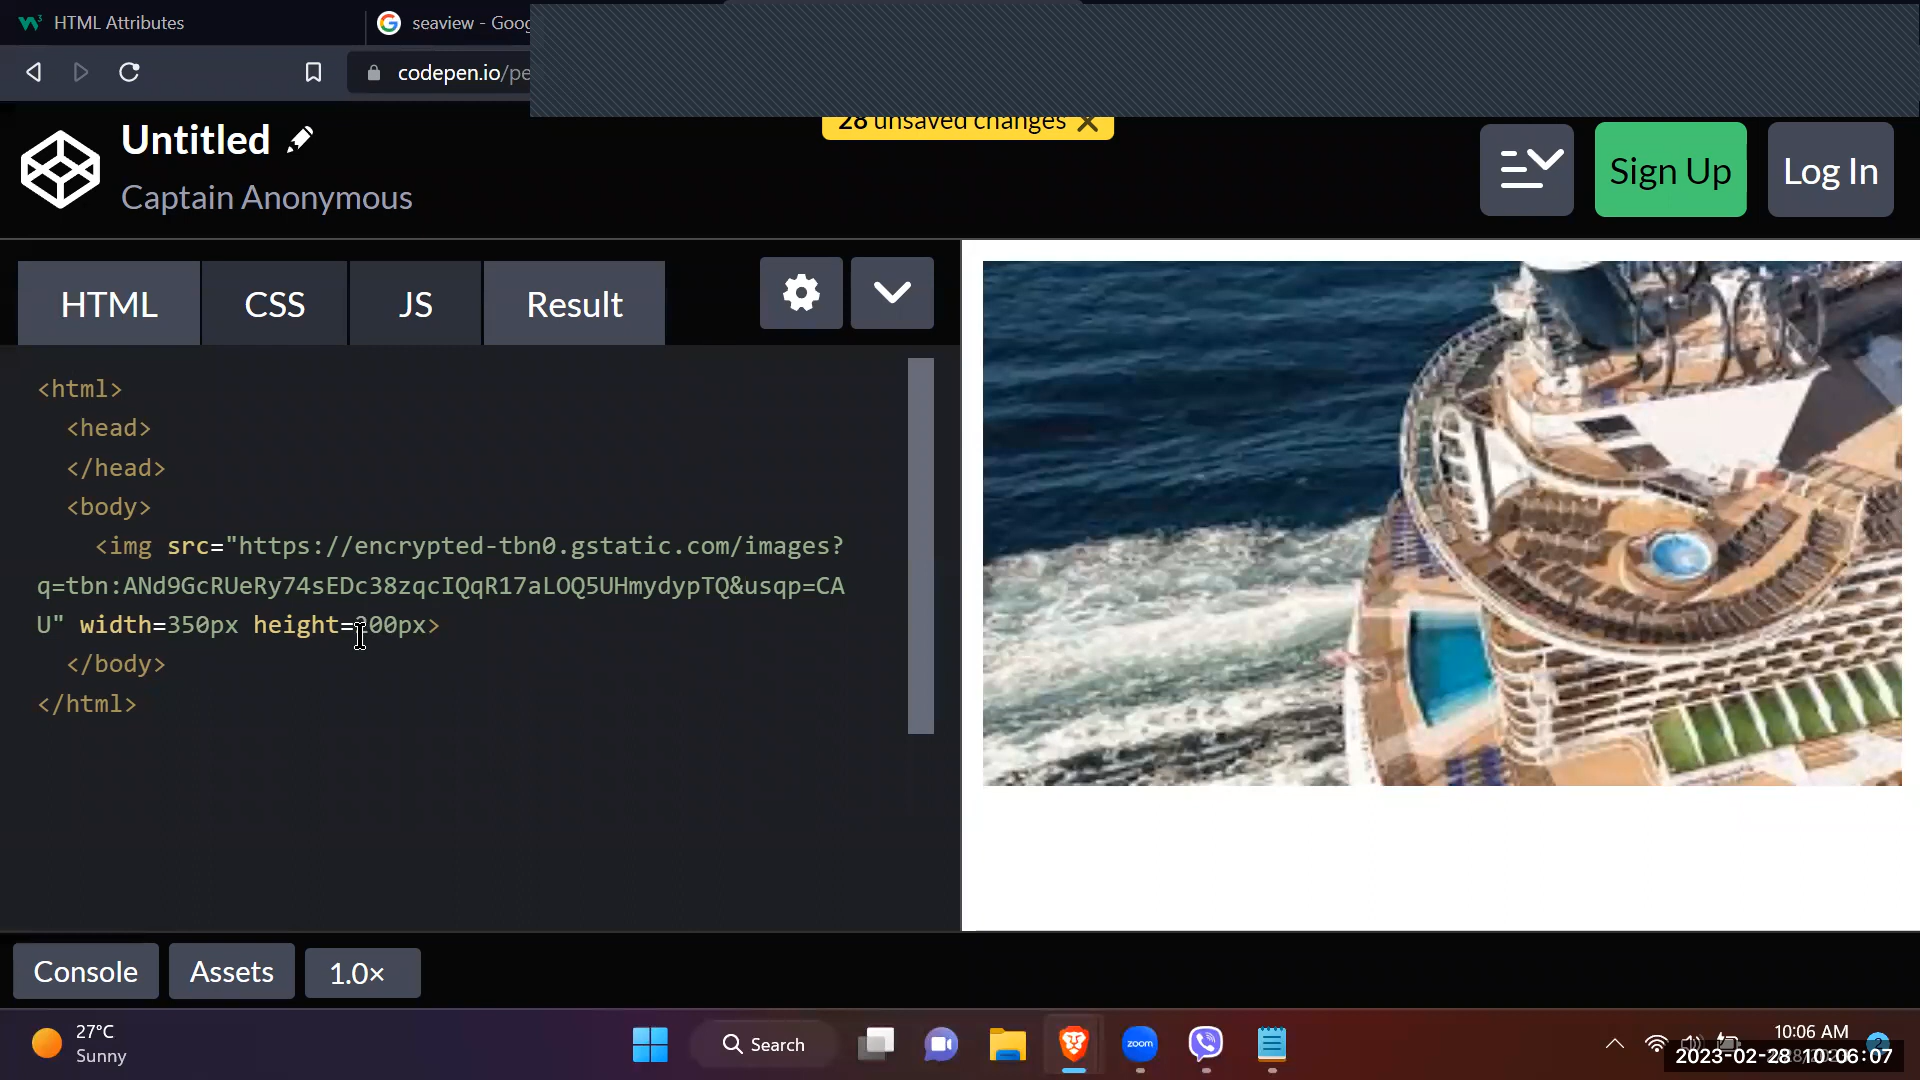 HTML Attributes
seaview - Goog
codepen.io/pe
28 unsaved changes
Untitled
Captain Anonymous
Sign Up
Log In
HTML
CSS
JS
Result
<html>
<head>
</head>
<body>
<img src="https://encrypted-tbn0.gstatic.com/images?
q=tbn:ANd9GcRUeRy74sEDc38zqcIQqR17aLOQ5UHmydypTQ&usqp=CA
U" width=350px height=200px>
</body>
</html>
Console
Assets
1.0×
27°C
Sunny
Search
zoom
10:06 AM
2
2023-02-28 10:06:07